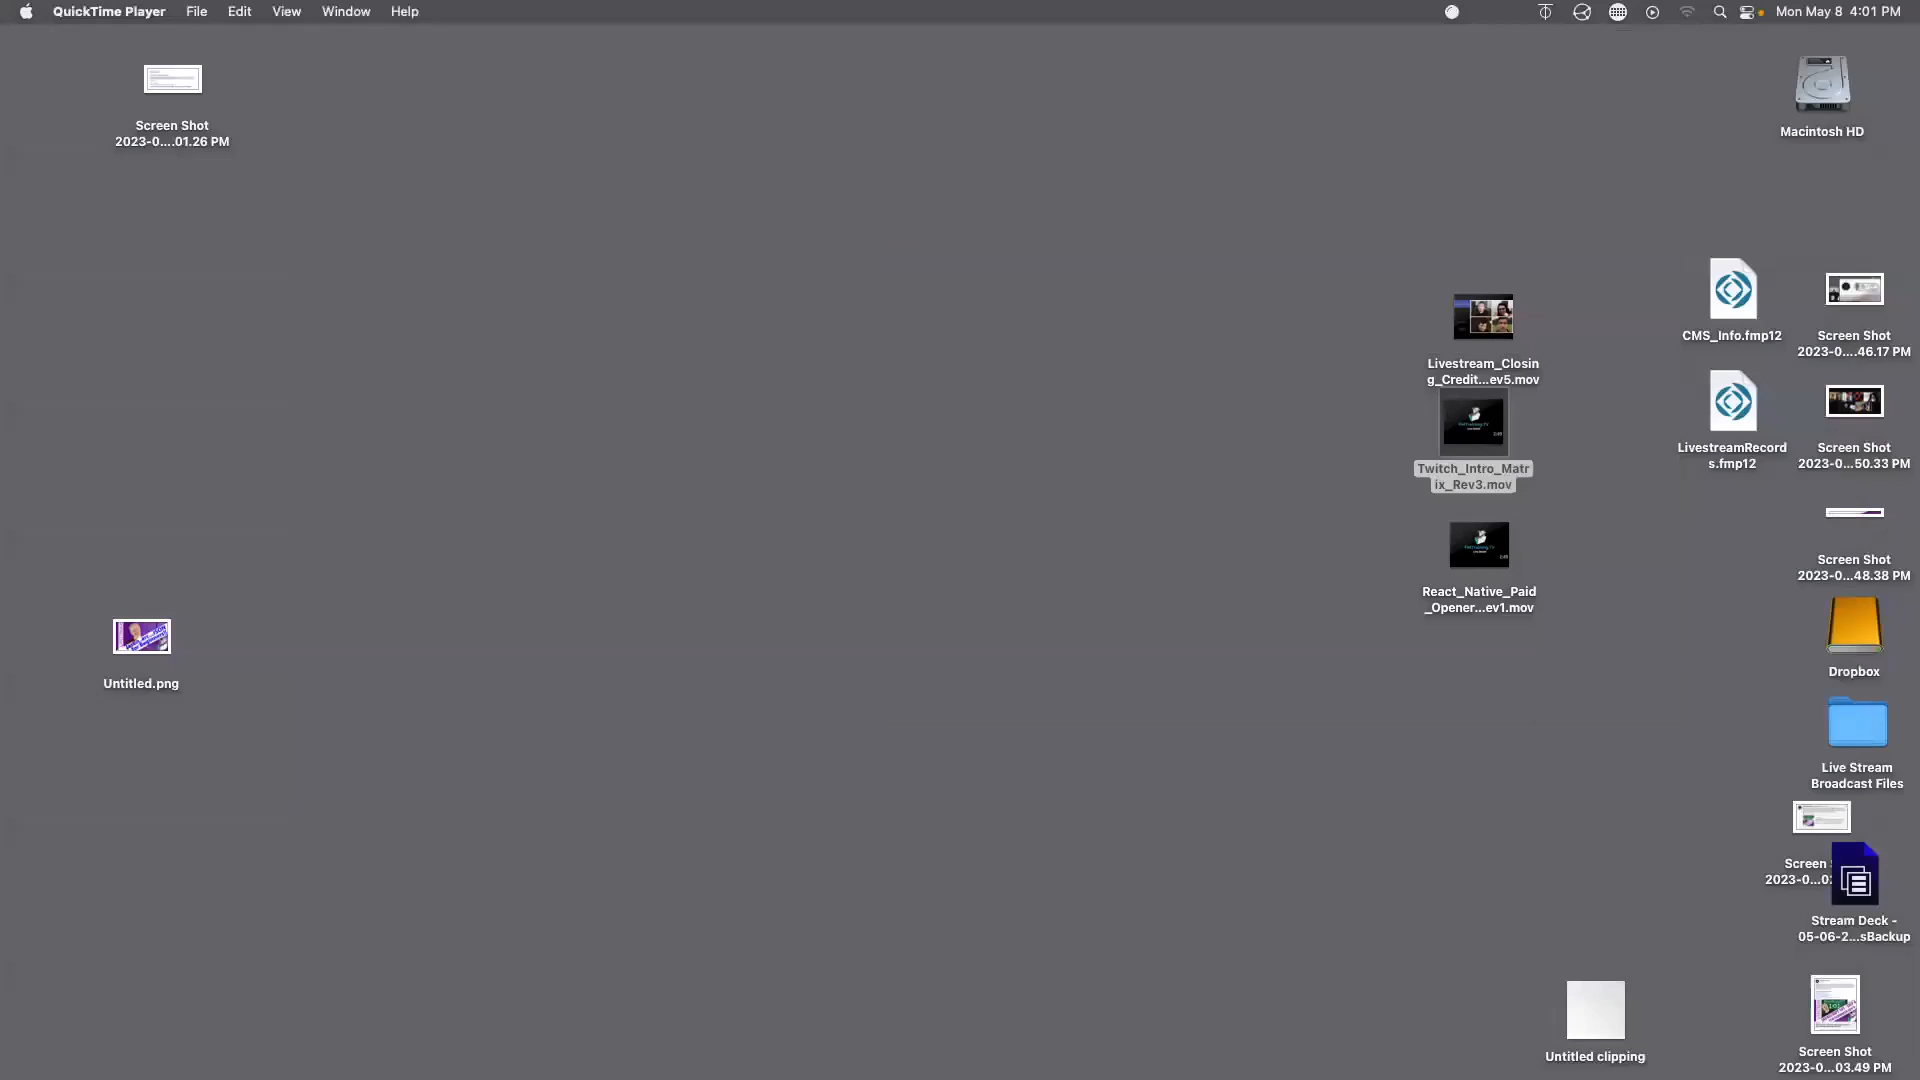 QuickTime Player File Edit View Window Help Mon May 8 4:01 PM
Screen Shot
2023-0....01.26 PM
Macintosh HD
CMS_Info.fmp12
Screen Shot
2023-0....46.17 PM
Livestream_Closin
g_Credit...ev5.mov
LivestreamRecord
s.fmp12
Screen Shot
2023-0...50.33 PM
Twitch_Intro_Matr
ix_Rev3.mov
Screen Shot
2023-0...48.38 PM
React_Native_Paid
_Opener...ev1.mov
Untitled.png
Dropbox
Live Stream
Broadcast Files
Screen
2023-0...0
Stream Deck -
05-06-2...sBackup
Untitled clipping
Screen Shot
2023-0...03.49 PM